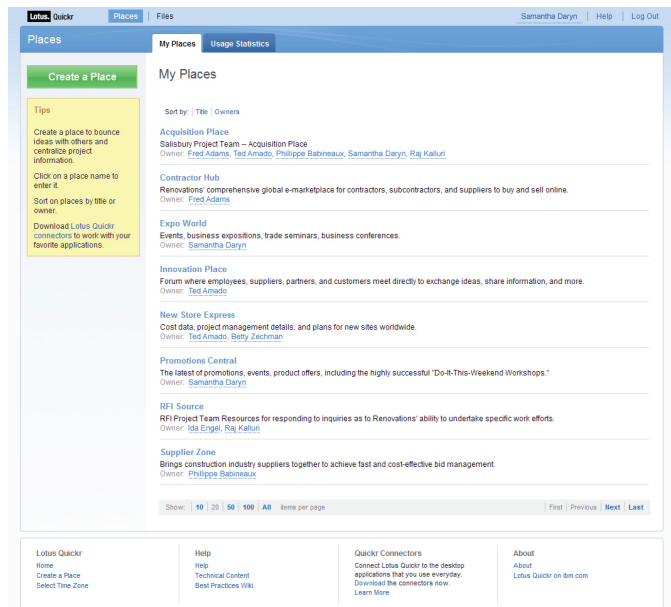 Lotus. Quickr Places Files Samantha Daryn Help Log Out
Places
My Places Usage Statistics
Create a Place
My Places
Tips
Create a place to bounce
ideas with others and
centralize project
information.
Click on a place name to
enter it.
Sort on places by title or
owner.
Download Lotus Quickr
connectors to work with your
favorite applications.
Sort by: Title Owners
Acquisition Place
Salisbury Project Team -- Acquisition Place
Owner: Fred Adams, Ted Amado, Phillippe Babineaux, Samantha Daryn, Raj Kalluri
Contractor Hub
Renovations' comprehensive global e-marketplace for contractors, subcontractors, and suppliers to buy and sell online.
Owner: Fred Adams
Expo World
Events, business expositions, trade seminars, business conferences.
Owner: Samantha Daryn
Innovation Place
Forum where employees, suppliers, partners, and customers meet directly to exchange ideas, share information, and more.
Owner: Ted Amado
New Store Express
Cost data, project management details, and plans for new sites worldwide.
Owner: Ted Amado, Betty Zechman
Promotions Central
The latest of promotions, events, product offers, including the highly successful "Do-It-This-Weekend Workshops."
Owner: Samantha Daryn
RFI Source
RFI Project Team Resources for responding to inquiries as to Renovations' ability to undertake specific work efforts.
Owner: Ida Engel, Raj Kalluri
Supplier Zone
Brings construction industry suppliers together to achieve fast and cost-effective bid management.
Owner: Phillippe Babineaux
Show: 10 20 50 100 All items per page First Previous Next Last
Lotus Quickr
Home
Create a Place
Select Time Zone
Help
Help
Technical Content
Best Practices Wiki
Quickr Connectors
Connect Lotus Quickr to the desktop
applications that you use everyday.
Download the connectors now.
Learn More
About
About
Lotus Quickr on ibm.com